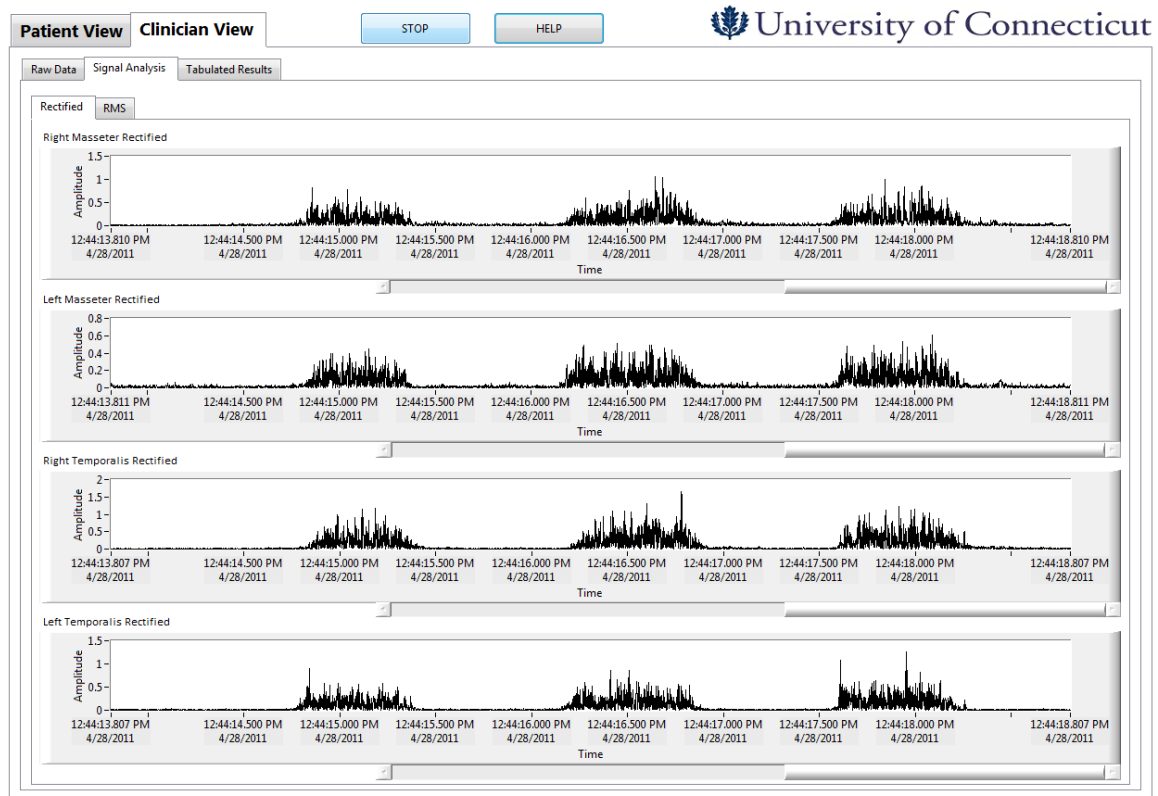 Patient View Clinician View STOP HELP University of Connecticut
Raw Data Signal Analysis Tabulated Results
Rectified RMS
Right Masseter Rectified
1.5
1
0.5
0
Amplitude
12:44:13.810 PM 12:44:14.500 PM 12:44:15.000 PM 12:44:15.500 PM 12:44:16.000 PM 12:44:16.500 PM 12:44:17.000 PM 12:44:17.500 PM 12:44:18.000 PM 12:44:18.810 PM
4/28/2011 4/28/2011 4/28/2011 4/28/2011 4/28/2011 4/28/2011 4/28/2011 4/28/2011 4/28/2011 4/28/2011
Time
Left Masseter Rectified
0.8
0.6
0.4
0.2
0
Amplitude
12:44:13.811 PM 12:44:14.500 PM 12:44:15.000 PM 12:44:15.500 PM 12:44:16.000 PM 12:44:16.500 PM 12:44:17.000 PM 12:44:17.500 PM 12:44:18.000 PM 12:44:18.811 PM
4/28/2011 4/28/2011 4/28/2011 4/28/2011 4/28/2011 4/28/2011 4/28/2011 4/28/2011 4/28/2011 4/28/2011
Time
Right Temporalis Rectified
2
1.5
1
0.5
0
Amplitude
12:44:13.807 PM 12:44:14.500 PM 12:44:15.000 PM 12:44:15.500 PM 12:44:16.000 PM 12:44:16.500 PM 12:44:17.000 PM 12:44:17.500 PM 12:44:18.000 PM 12:44:18.807 PM
4/28/2011 4/28/2011 4/28/2011 4/28/2011 4/28/2011 4/28/2011 4/28/2011 4/28/2011 4/28/2011 4/28/2011
Time
Left Temporalis Rectified
1.5
1
0.5
0
Amplitude
12:44:13.807 PM 12:44:14.500 PM 12:44:15.000 PM 12:44:15.500 PM 12:44:16.000 PM 12:44:16.500 PM 12:44:17.000 PM 12:44:17.500 PM 12:44:18.000 PM 12:44:18.807 PM
4/28/2011 4/28/2011 4/28/2011 4/28/2011 4/28/2011 4/28/2011 4/28/2011 4/28/2011 4/28/2011 4/28/2011
Time